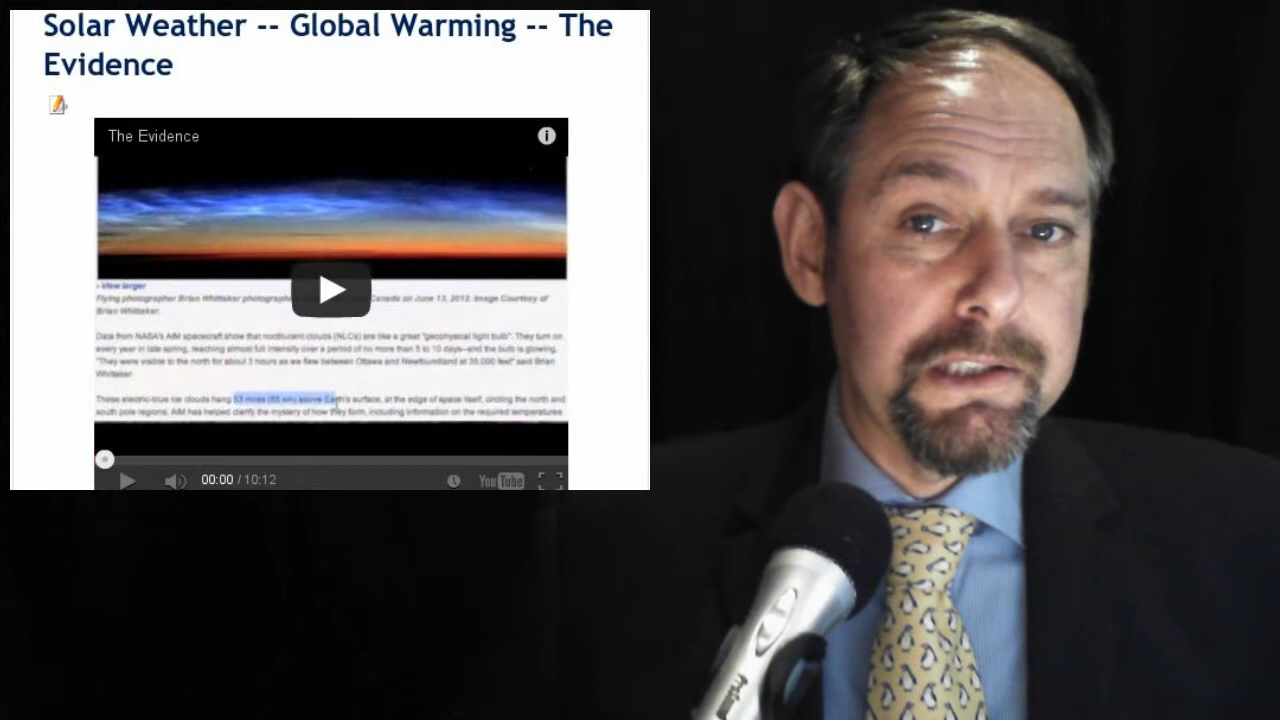 Solar Weather -- Global Warming -- The
Evidence
The Evidence
View larger
Flying photographer Brian Whittaker photographed Canada on June 13, 2012. Image Courtesy of
Brian Whittaker.
Data from NASA's AIM spacecraft show that noctilucent clouds (NLCs) are like a great "geophysical light bulb". They turn on
every year in late spring, reaching almost full intensity over a period of no more than 5 to 10 days--and the bulb is glowing.
"They were visible to the north for about 3 hours as we flew between Ottawa and Newfoundland at 35,000 feet" said Brian
Whittaker.
These electric-blue ice clouds hang 53 miles (85 km) above Earth's surface, at the edge of space itself, circling the north and
south pole regions. AIM has helped clarify the mystery of how they form, including information on the required temperatures
00:00 / 10:12
YouTube